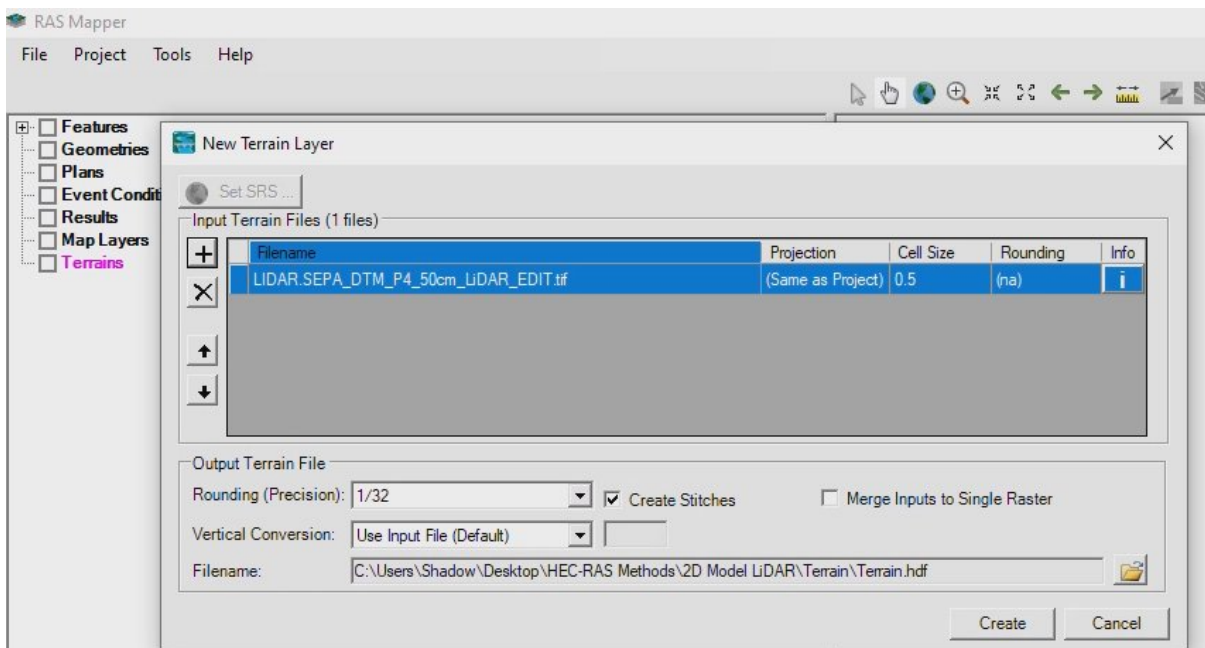 RAS Mapper
File Project Tools Help
Features
Geometries
Plans
Event Condit
Results
Map Layers
Terrains
New Terrain Layer
Set SRS ...
Input Terrain Files (1 files)
Filename Projection Cell Size Rounding Info
LIDAR.SEPA_DTM_P4_50cm_LiDAR_EDIT.tif (Same as Project) 0.5 (na) i
Output Terrain File
Rounding (Precision): 1/32 Create Stitches Merge Inputs to Single Raster
Vertical Conversion: Use Input File (Default)
Filename: C:\Users\Shadow\Desktop\HEC-RAS Methods\2D Model LiDAR\Terrain\Terrain.hdf
Create Cancel